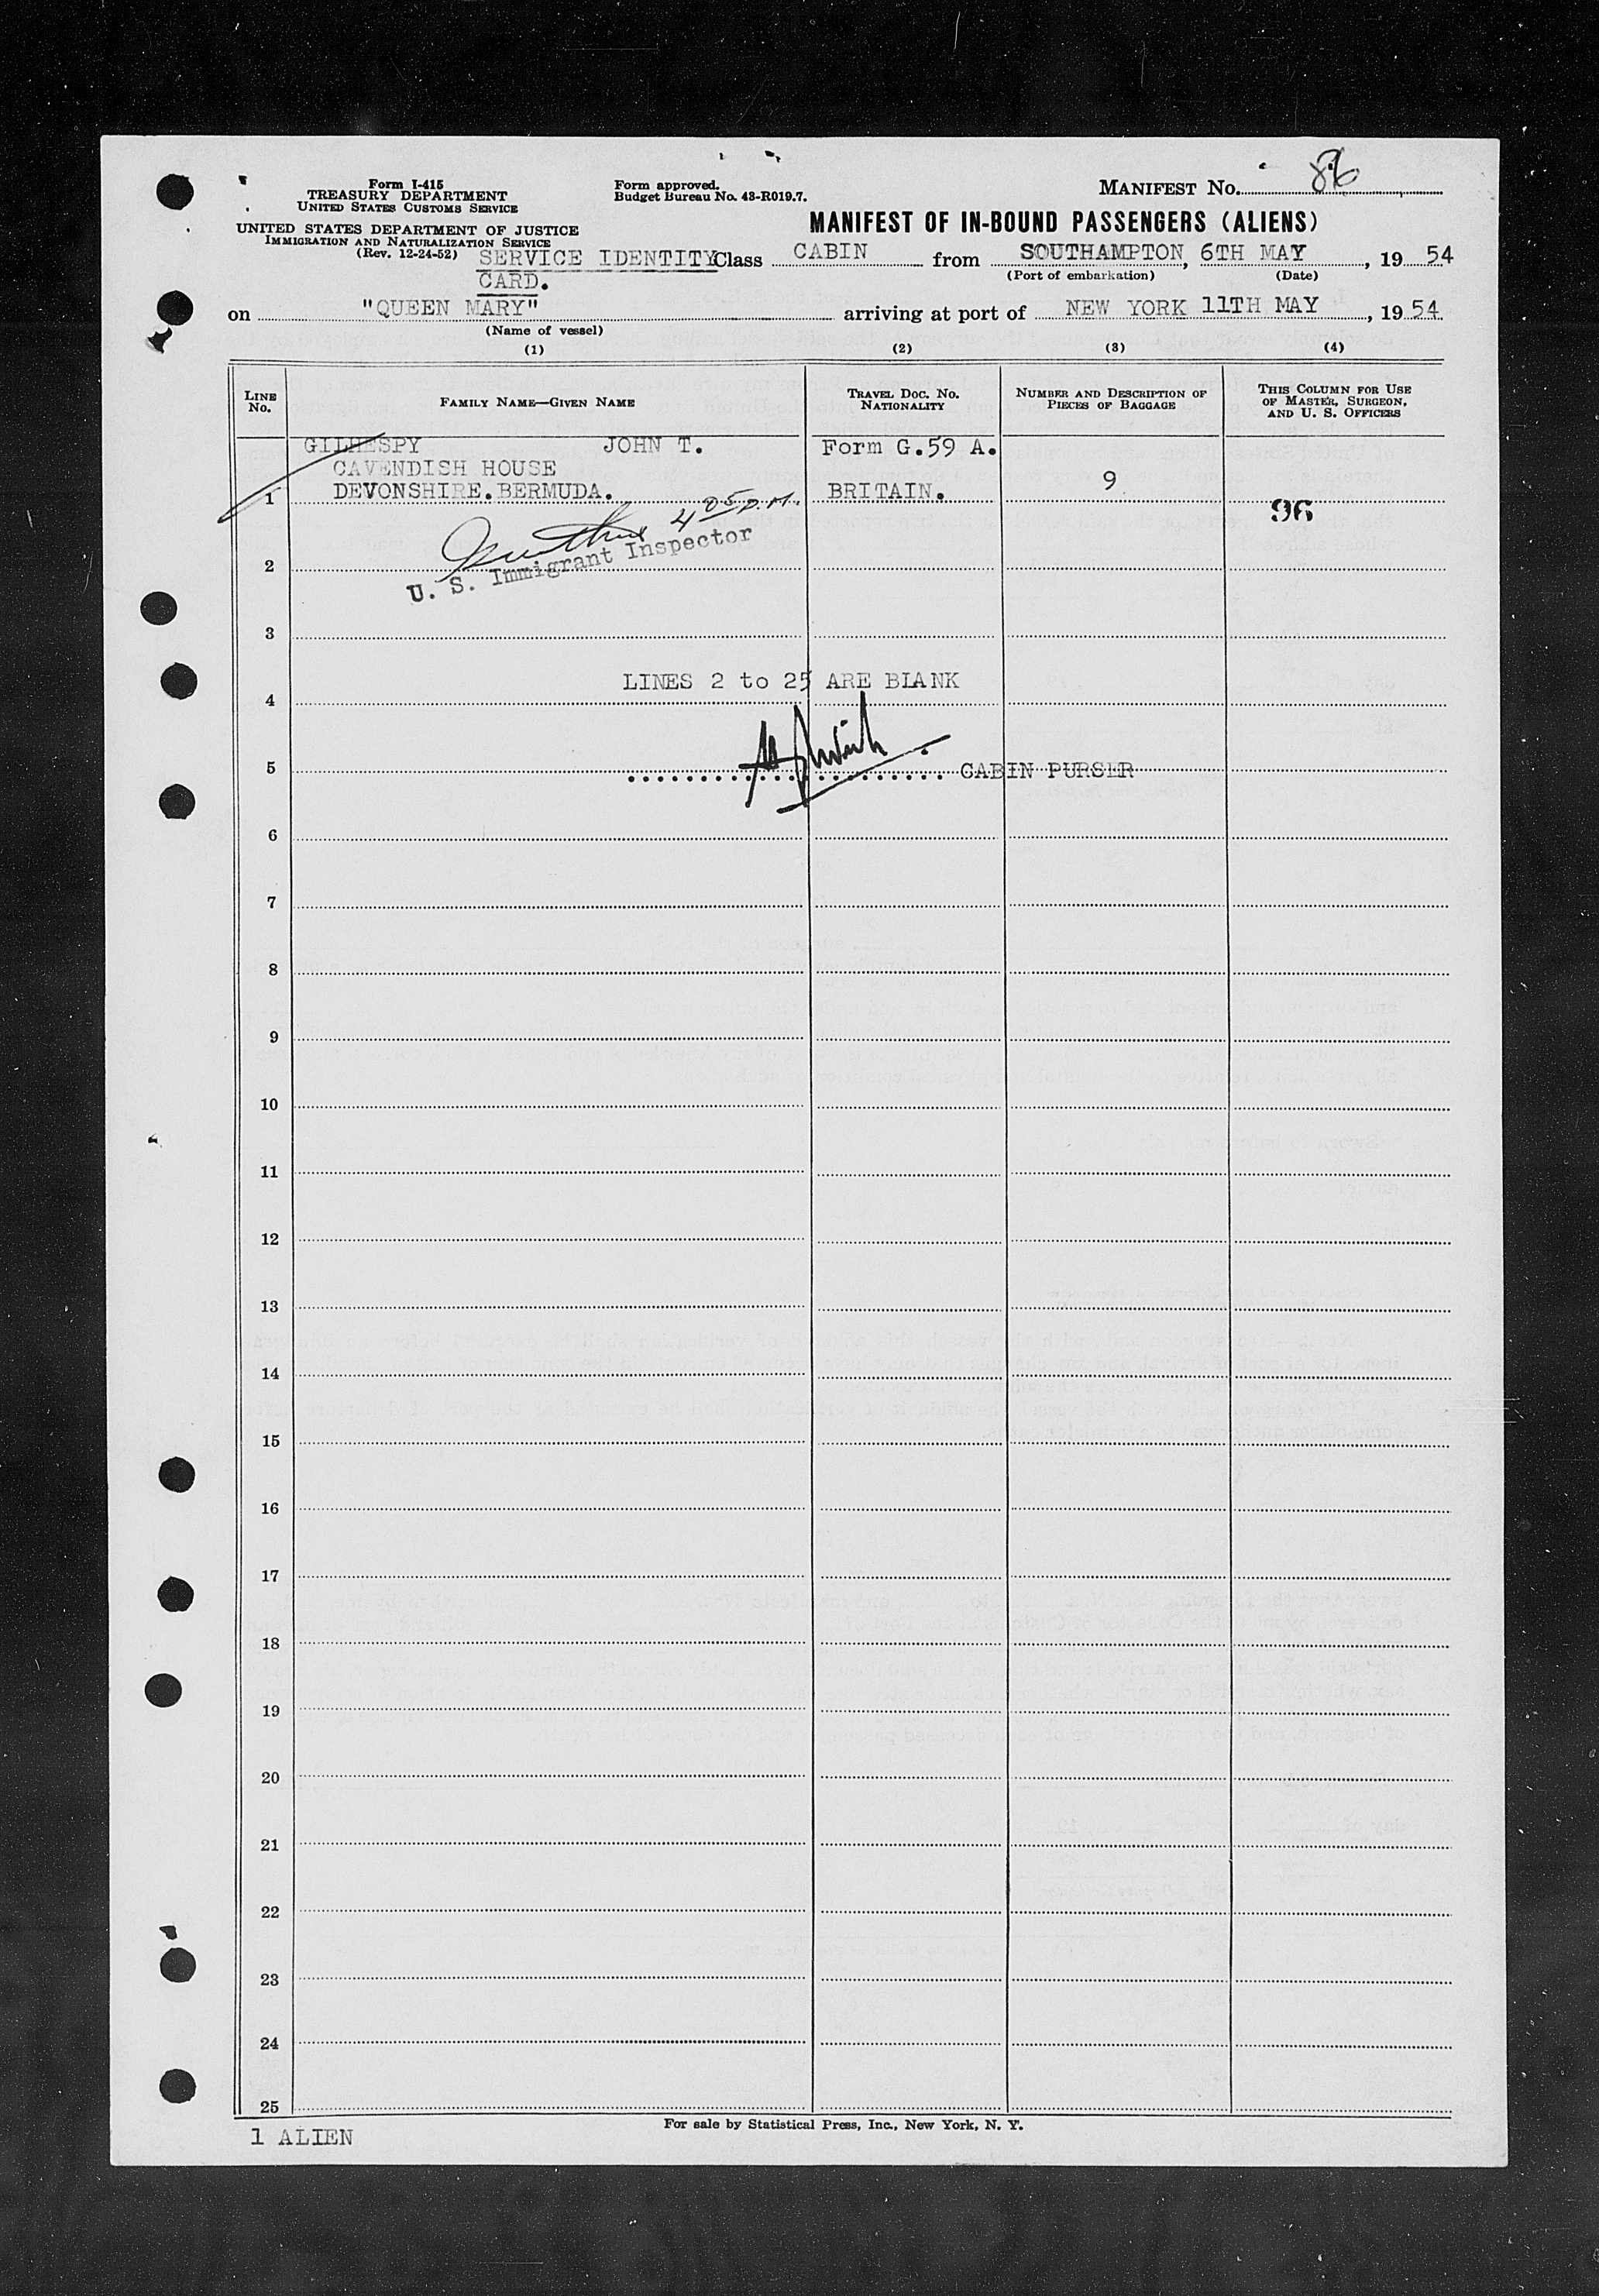 Form I-415
TREASURY DEPARTMENT
UNITED STATES CUSTOMS SERVICE
UNITED STATES DEPARTMENT OF JUSTICE
IMMIGRATION AND NATURALIZATION SERVICE
(Rev. 12-24-52)
Form approved.
Budget Bureau No. 43-R019.7.
MANIFEST NO. 86
MANIFEST OF IN-BOUND PASSENGERS (ALIENS)
SERVICE IDENTITY Class CABIN from SOUTHAMPTON, 6TH MAY, 1954
CARD.
(Port of embarkation) (Date)
on "QUEEN MARY" arriving at port of NEW YORK 11TH MAY, 1954
(Name of vessel)
(1) (2) (3) (4)
LINE NO.
FAMILY NAME—GIVEN NAME
TRAVEL DOC. NO.
NATIONALITY
NUMBER AND DESCRIPTION OF
PIECES OF BAGGAGE
THIS COLUMN FOR USE
OF MASTER, SURGEON,
AND U. S. OFFICERS
GILHESPY JOHN T. Form G.59 A.
CAVENDISH HOUSE
1 DEVONSHIRE.BERMUDA. BRITAIN. 9
96
4 05 P.M.
2
U. S. Immigrant Inspector
3
LINES 2 to 25 ARE BLANK
4
5 CABIN PURSER
6
7
8
9
10
11
12
13
14
15
16
17
18
19
20
21
22
23
24
25
For sale by Statistical Press, Inc., New York, N. Y.
1 ALIEN